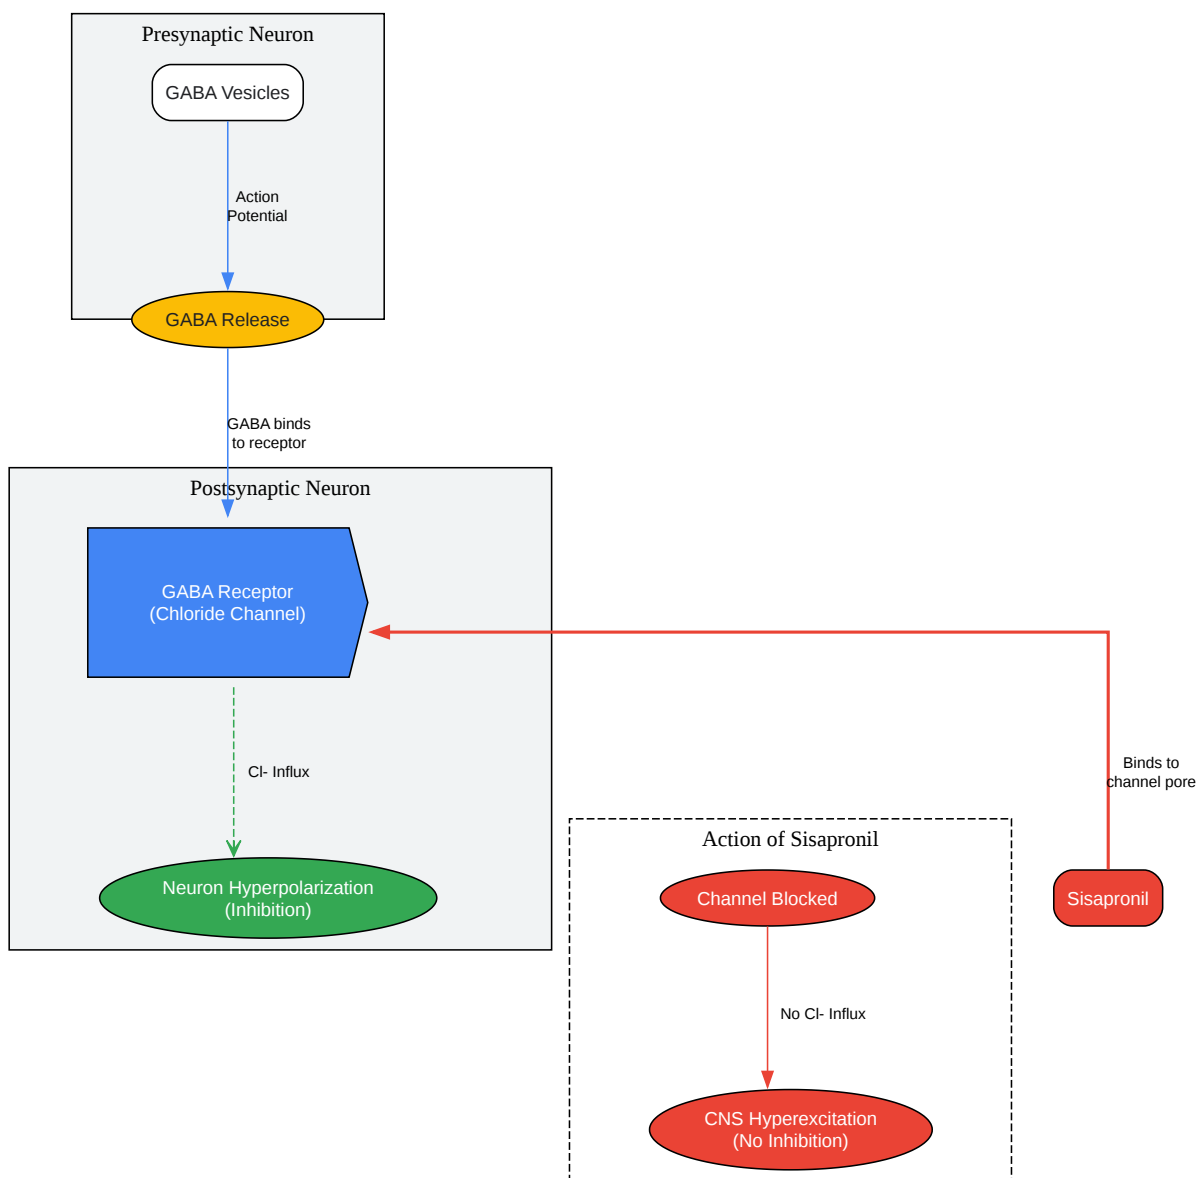 Presynaptic Neuron
GABA Vesicles
Action
Potential
GABA Release
GABA binds
to receptor
Postsynaptic Neuron
GABA Receptor
(Chloride Channel)
Cl- Influx
Neuron Hyperpolarization
(Inhibition)
Binds to
channel pore
Sisapronil
Action of Sisapronil
Channel Blocked
No Cl- Influx
CNS Hyperexcitation
(No Inhibition)